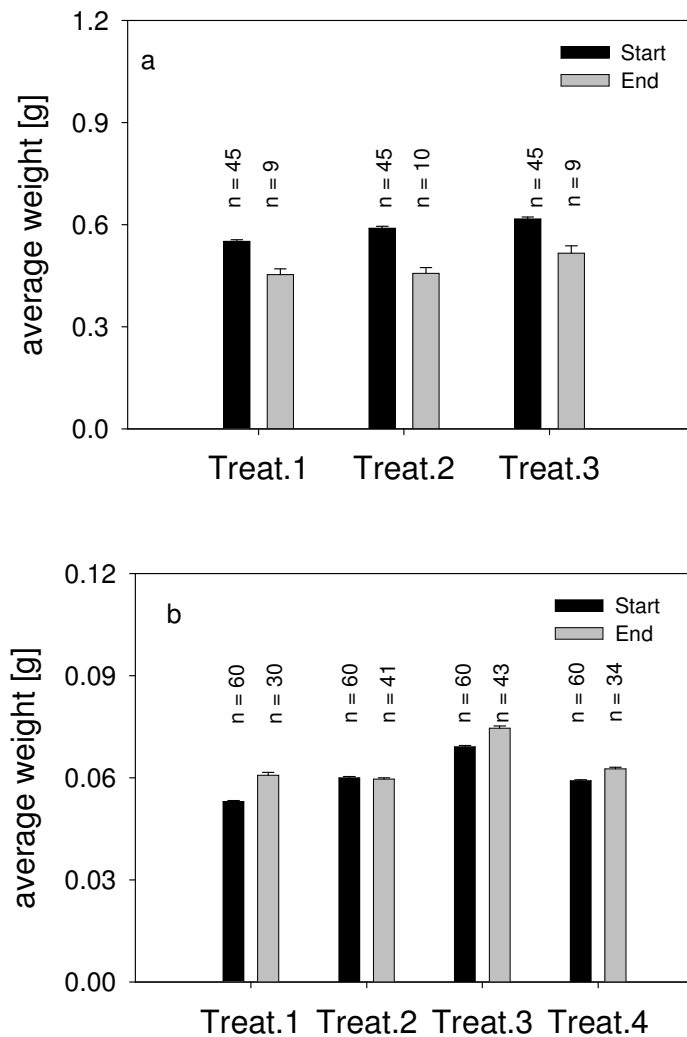 1.2
a
Start
End
0.9
n = 45
n = 9
n = 45
n = 10
n = 45
n = 9
average weight [g]
0.6
0.3
0.0
Treat.1 Treat.2 Treat.3
0.12
b
Start
End
0.09
n = 60
n = 30
n = 60
n = 41
n = 60
n = 43
n = 60
n = 34
average weight [g]
0.06
0.03
0.00
Treat.1 Treat.2 Treat.3 Treat.4